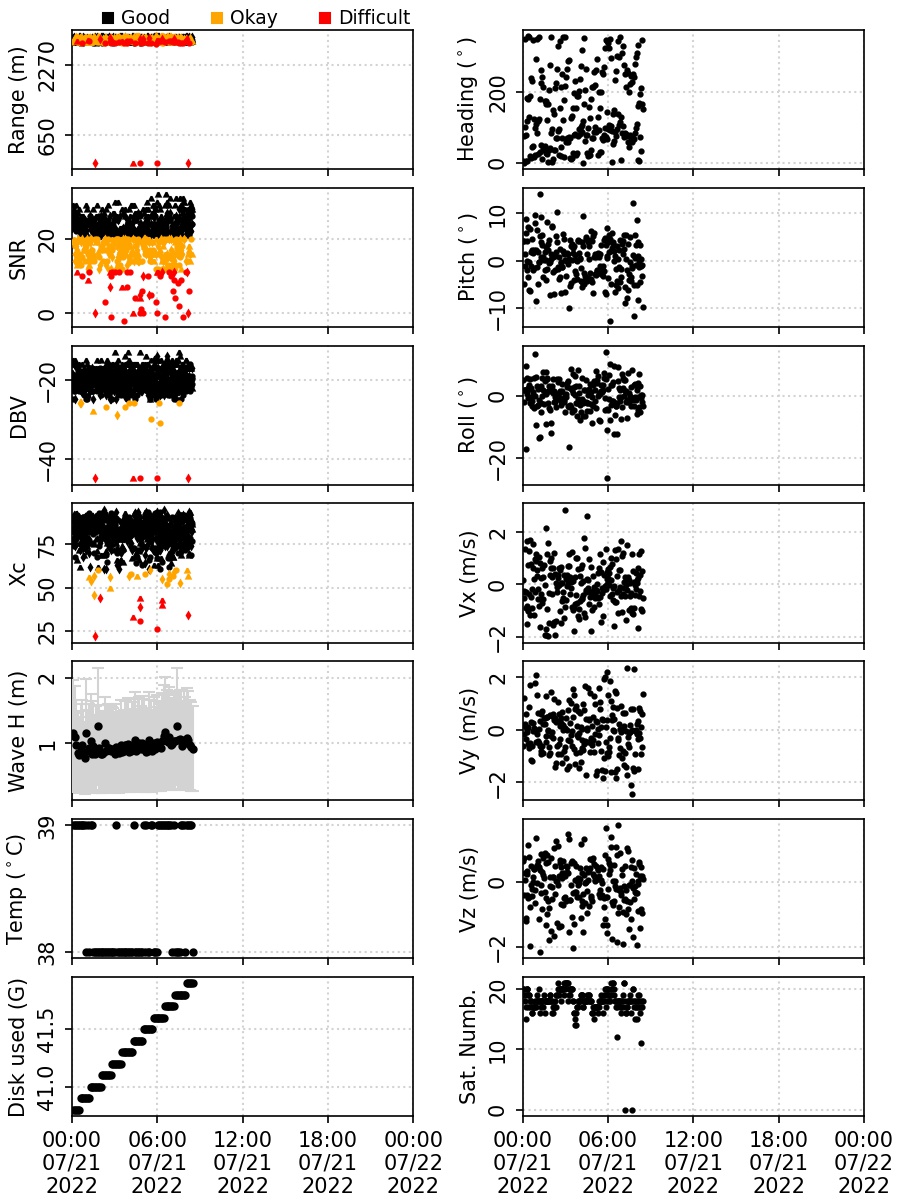 Good Okay Difficult
Range (m)
2270
650
Heading (°)
200
0
SNR
20
0
Pitch (°)
10
0
−10
DBV
−20
−40
Roll (°)
0
−20
Xc
75
50
25
Vx (m/s)
2
0
−2
Wave H (m)
2
1
Vy (m/s)
2
0
−2
Temp (°C)
39
38
Vz (m/s)
0
−2
Disk used (G)
41.5
41.0
Sat. Numb.
20
10
0
00:00 06:00 12:00 18:00 00:00
07/21 07/21 07/21 07/21 07/22
2022 2022 2022 2022 2022
00:00 06:00 12:00 18:00 00:00
07/21 07/21 07/21 07/21 07/22
2022 2022 2022 2022 2022